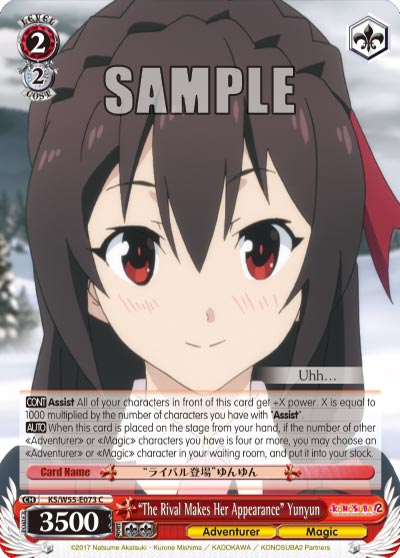 LEVEL
2
2
COST
SAMPLE
Uhh…
CONT Assist All of your characters in front of this card get +X power. X is equal to
1000 multiplied by the number of characters you have with "Assist".
AUTO When this card is placed on the stage from your hand, if the number of other
«Adventurer» or «Magic» characters you have is four or more, you may choose an
«Adventurer» or «Magic» character in your waiting room, and put it into your stock.
Card Name
"ライバル登場"ゆんゆん
CH KS/W55-E073 C
POWER
3500
"The Rival Makes Her Appearance" Yunyun
KONOSUBA 2
Adventurer
Magic
©2017 Natsume Akatsuki・Kurone Mishima ／ KADOKAWA ／ KONOSUBA2 Partners